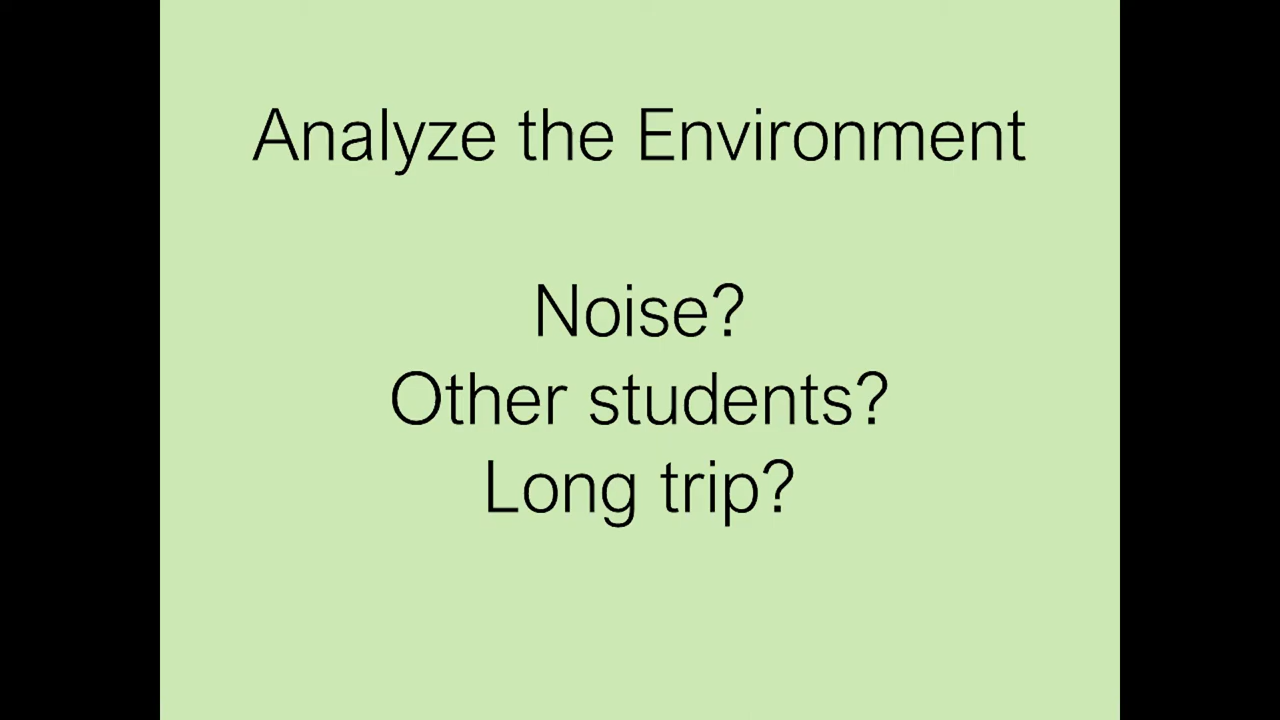 Analyze the Environment
Noise?
Other students?
Long trip?